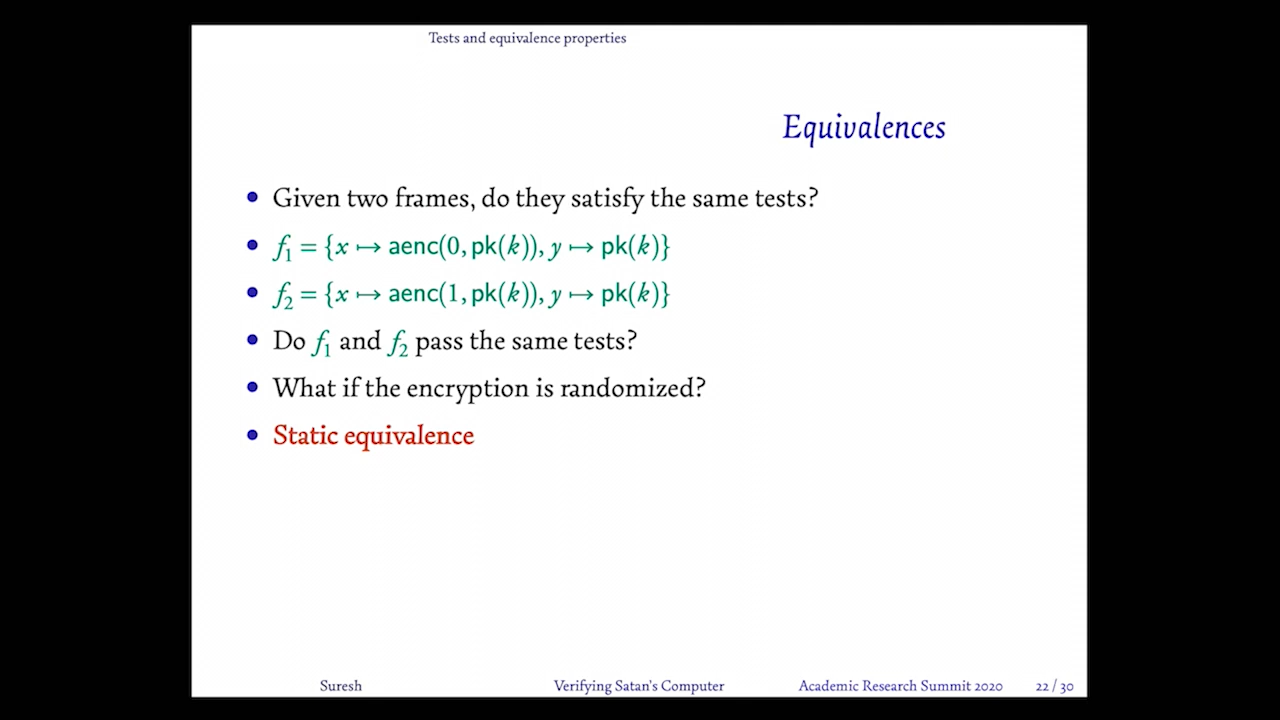 Tests and equivalence properties
Equivalences
• Given two frames, do they satisfy the same tests?
• f₁ = {x ↦ aenc(0, pk(k)), y ↦ pk(k)}
• f₂ = {x ↦ aenc(1, pk(k)), y ↦ pk(k)}
• Do f₁ and f₂ pass the same tests?
• What if the encryption is randomized?
• Static equivalence
Suresh Verifying Satan's Computer Academic Research Summit 2020 22 / 30